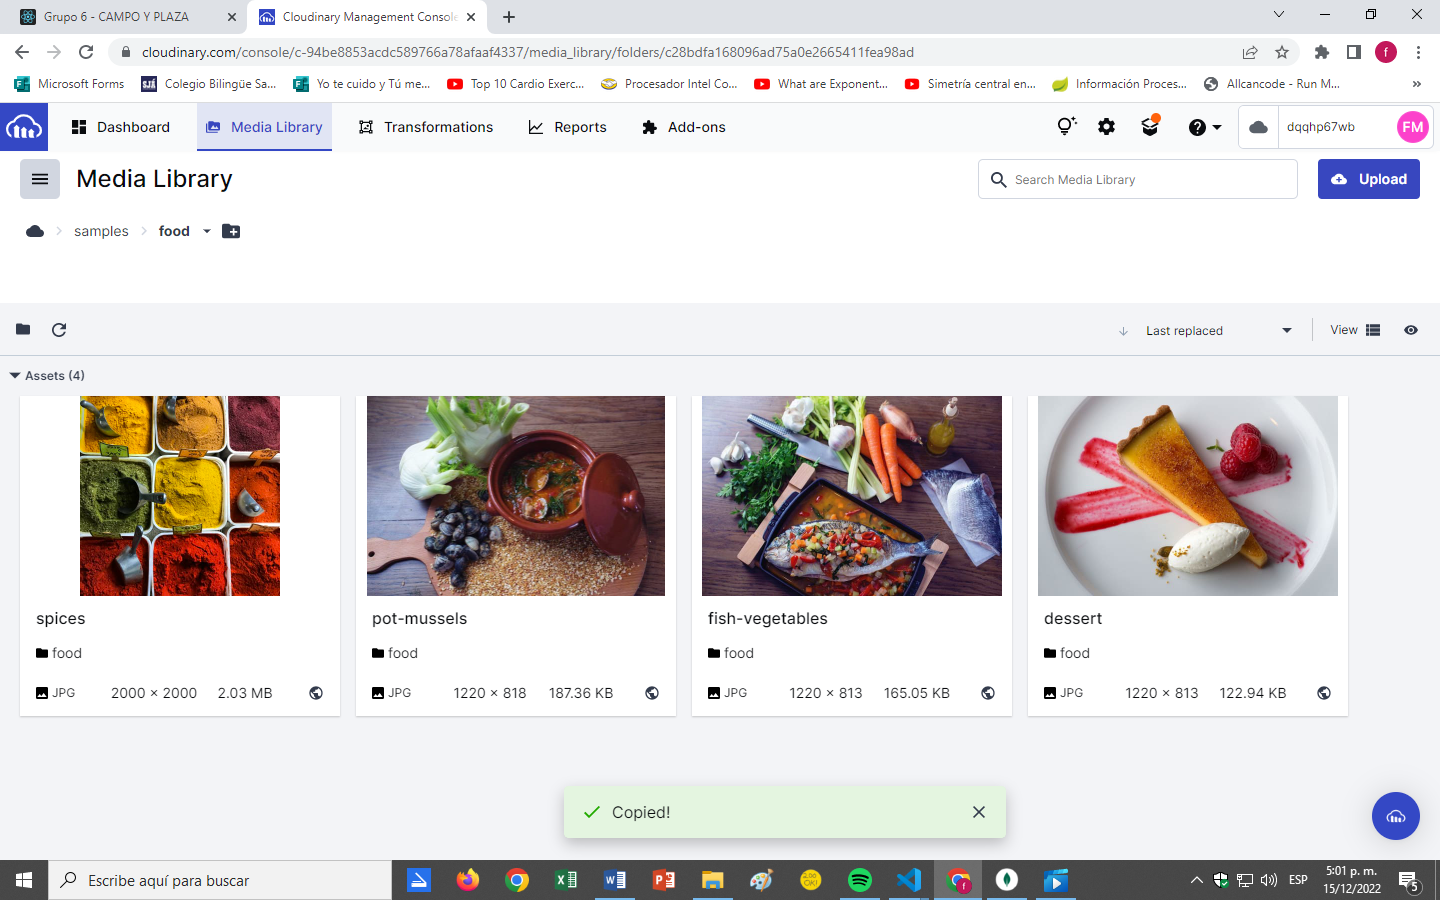 Grupo 6 - CAMPO Y PLAZA
Cloudinary Management Console
cloudinary.com/console/c-94be8853acdc589766a78afaaf4337/media_library/folders/c28bdfa168096ad75a0e2665411fea98ad
f
Microsoft Forms
Colegio Bilingüe Sa...
Yo te cuido y Tú me...
Top 10 Cardio Exerc...
Procesador Intel Co...
What are Exponent...
Simetría central en...
Información Proces...
Allcancode - Run M...
»
Dashboard
Media Library
Transformations
Reports
Add-ons
dqqhp67wb
FM
Media Library
Search Media Library
Upload
samples
food
Last replaced
View
Assets (4)
spices
food
JPG 2000 × 2000 2.03 MB
pot-mussels
food
JPG 1220 × 818 187.36 KB
fish-vegetables
food
JPG 1220 × 813 165.05 KB
dessert
food
JPG 1220 × 813 122.94 KB
Copied!
Escribe aquí para buscar
ESP
5:01 p. m.
15/12/2022
5